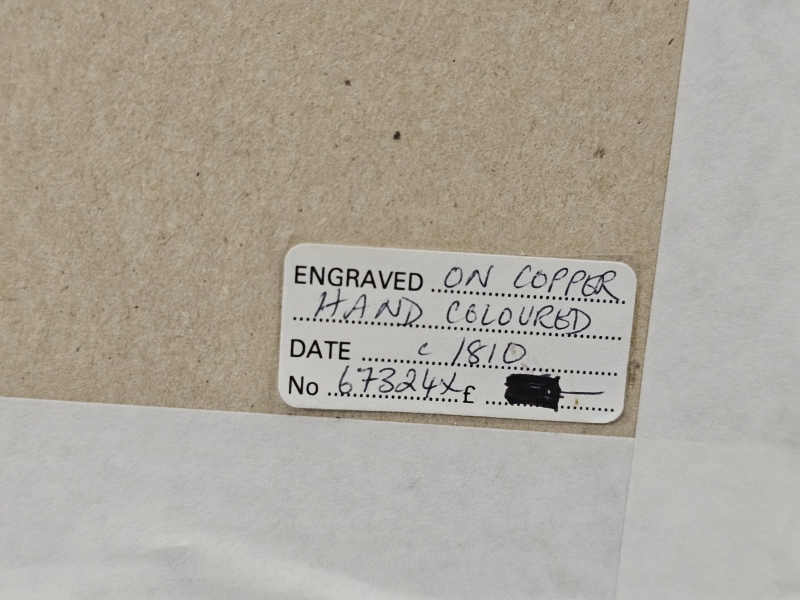 ENGRAVED ON COPPER
HAND COLOURED
DATE c 1810
No 67324X £